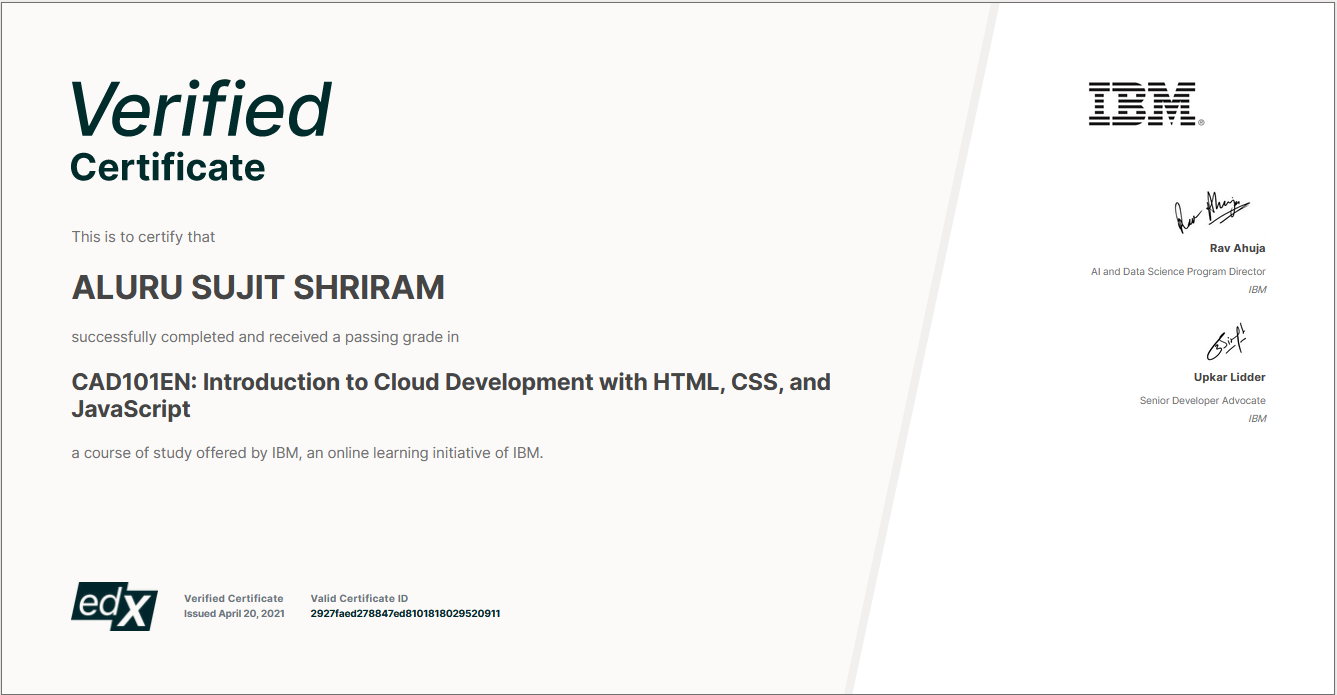 Verified
Certificate
This is to certify that
ALURU SUJIT SHRIRAM
successfully completed and received a passing grade in
CAD101EN: Introduction to Cloud Development with HTML, CSS, and
JavaScript
a course of study offered by IBM, an online learning initiative of IBM.
edX
Verified Certificate
Issued April 20, 2021
Valid Certificate ID
2927faed278847ed8101818029520911
IBM®
Rav Ahuja
Rav Ahuja
AI and Data Science Program Director
IBM
Upkar Lidder
Senior Developer Advocate
IBM